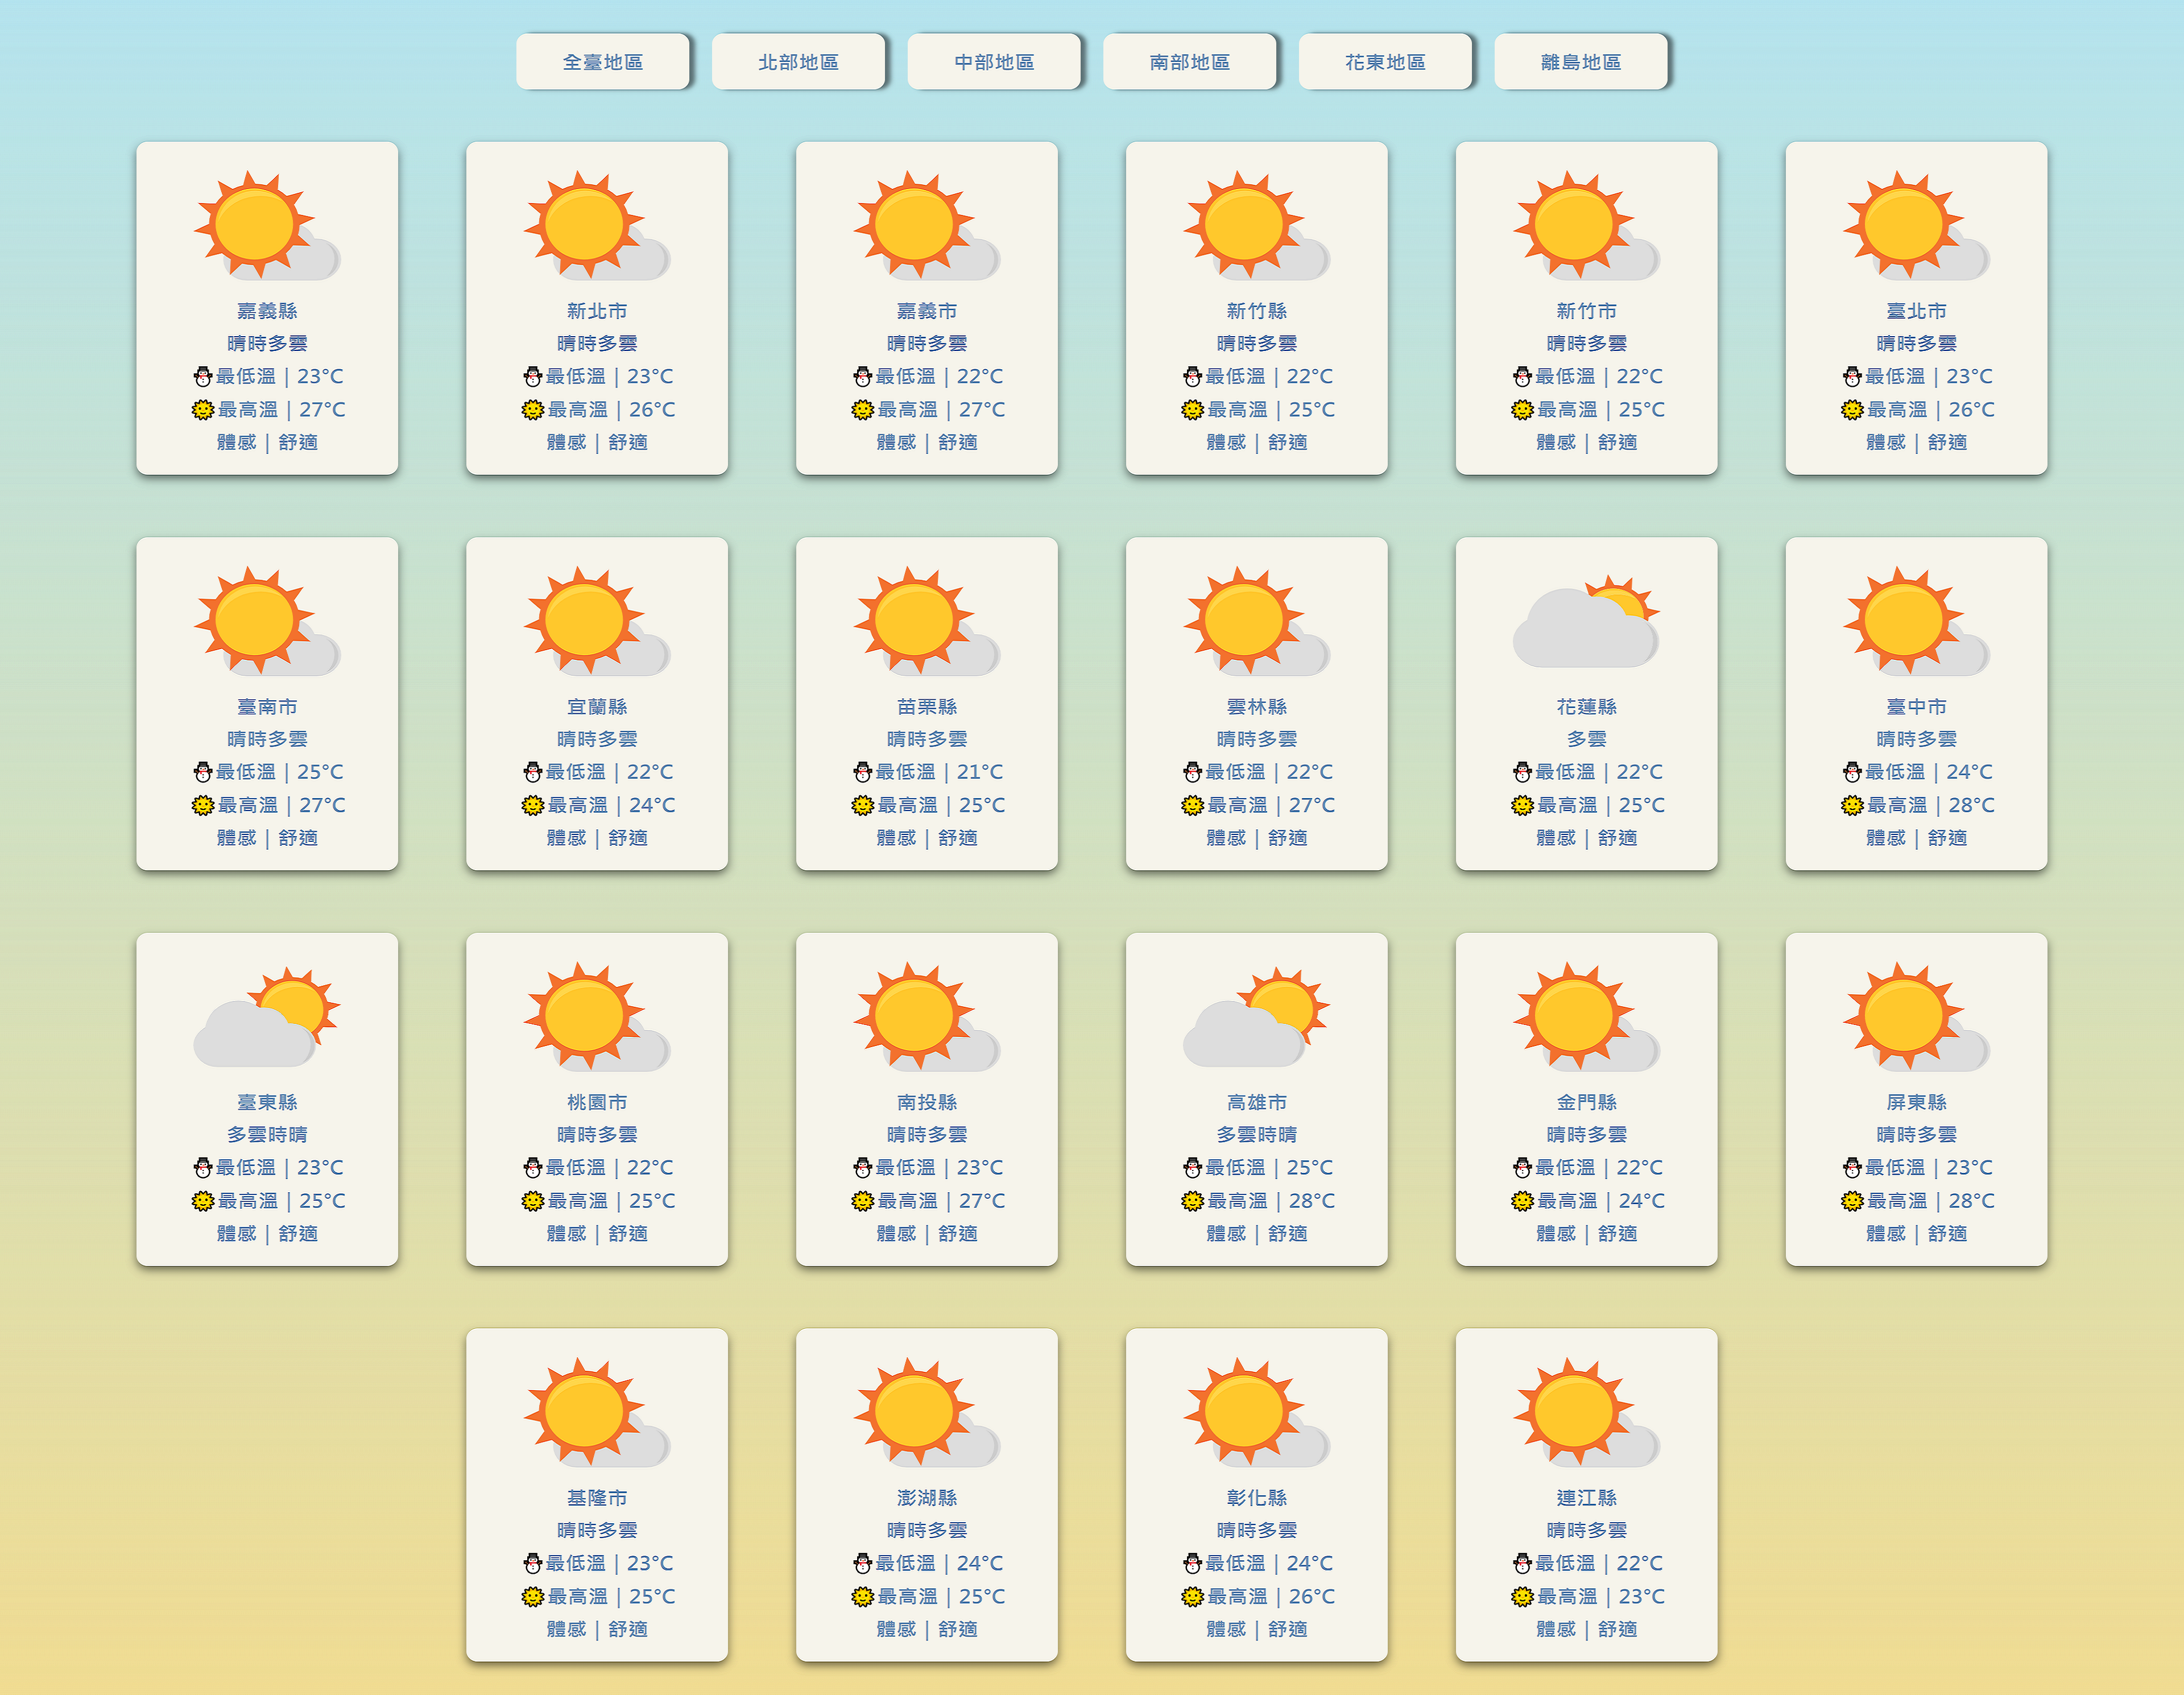 全臺地區
北部地區
中部地區
南部地區
花東地區
離島地區
嘉義縣
晴時多雲
最低溫 | 23°C
最高溫 | 27°C
體感 | 舒適
新北市
晴時多雲
最低溫 | 23°C
最高溫 | 26°C
體感 | 舒適
嘉義市
晴時多雲
最低溫 | 22°C
最高溫 | 27°C
體感 | 舒適
新竹縣
晴時多雲
最低溫 | 22°C
最高溫 | 25°C
體感 | 舒適
新竹市
晴時多雲
最低溫 | 22°C
最高溫 | 25°C
體感 | 舒適
臺北市
晴時多雲
最低溫 | 23°C
最高溫 | 26°C
體感 | 舒適
臺南市
晴時多雲
最低溫 | 25°C
最高溫 | 27°C
體感 | 舒適
宜蘭縣
晴時多雲
最低溫 | 22°C
最高溫 | 24°C
體感 | 舒適
苗栗縣
晴時多雲
最低溫 | 21°C
最高溫 | 25°C
體感 | 舒適
雲林縣
晴時多雲
最低溫 | 22°C
最高溫 | 27°C
體感 | 舒適
花蓮縣
多雲
最低溫 | 22°C
最高溫 | 25°C
體感 | 舒適
臺中市
晴時多雲
最低溫 | 24°C
最高溫 | 28°C
體感 | 舒適
臺東縣
多雲時晴
最低溫 | 23°C
最高溫 | 25°C
體感 | 舒適
桃園市
晴時多雲
最低溫 | 22°C
最高溫 | 25°C
體感 | 舒適
南投縣
晴時多雲
最低溫 | 23°C
最高溫 | 27°C
體感 | 舒適
高雄市
多雲時晴
最低溫 | 25°C
最高溫 | 28°C
體感 | 舒適
金門縣
晴時多雲
最低溫 | 22°C
最高溫 | 24°C
體感 | 舒適
屏東縣
晴時多雲
最低溫 | 23°C
最高溫 | 28°C
體感 | 舒適
基隆市
晴時多雲
最低溫 | 23°C
最高溫 | 25°C
體感 | 舒適
澎湖縣
晴時多雲
最低溫 | 24°C
最高溫 | 25°C
體感 | 舒適
彰化縣
晴時多雲
最低溫 | 24°C
最高溫 | 26°C
體感 | 舒適
連江縣
晴時多雲
最低溫 | 22°C
最高溫 | 23°C
體感 | 舒適